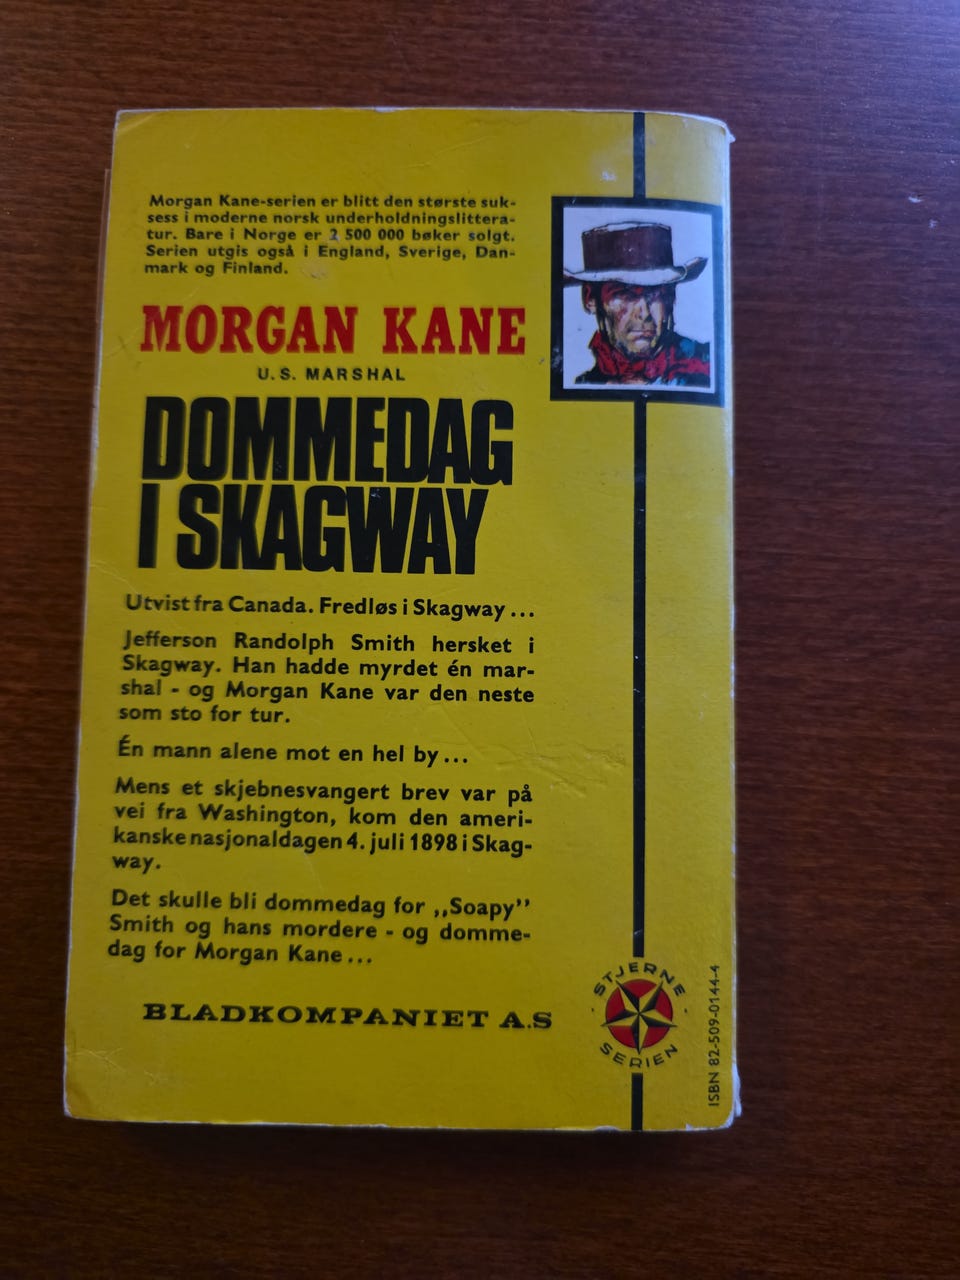 Morgan Kane-serien er blitt den største suk-
sess i moderne norsk underholdningslittera-
tur. Bare i Norge er 2 500 000 bøker solgt.
Serien utgis også i England, Sverige, Dan-
mark og Finland.
MORGAN KANE
U.S. MARSHAL
DOMMEDAG
I SKAGWAY
Utvist fra Canada. Fredløs i Skagway ...
Jefferson Randolph Smith hersket i
Skagway. Han hadde myrdet én mar-
shal - og Morgan Kane var den neste
som sto for tur.
Én mann alene mot en hel by ...
Mens et skjebnesvangert brev var på
vei fra Washington, kom den ameri-
kanske nasjonaldagen 4. juli 1898 i Skag-
way.
Det skulle bli dommedag for „Soapy”
Smith og hans mordere - og domme-
dag for Morgan Kane ...
BLADKOMPANIET A.S
· STJERNE ·
SERIEN
ISBN 82-509-0144-4